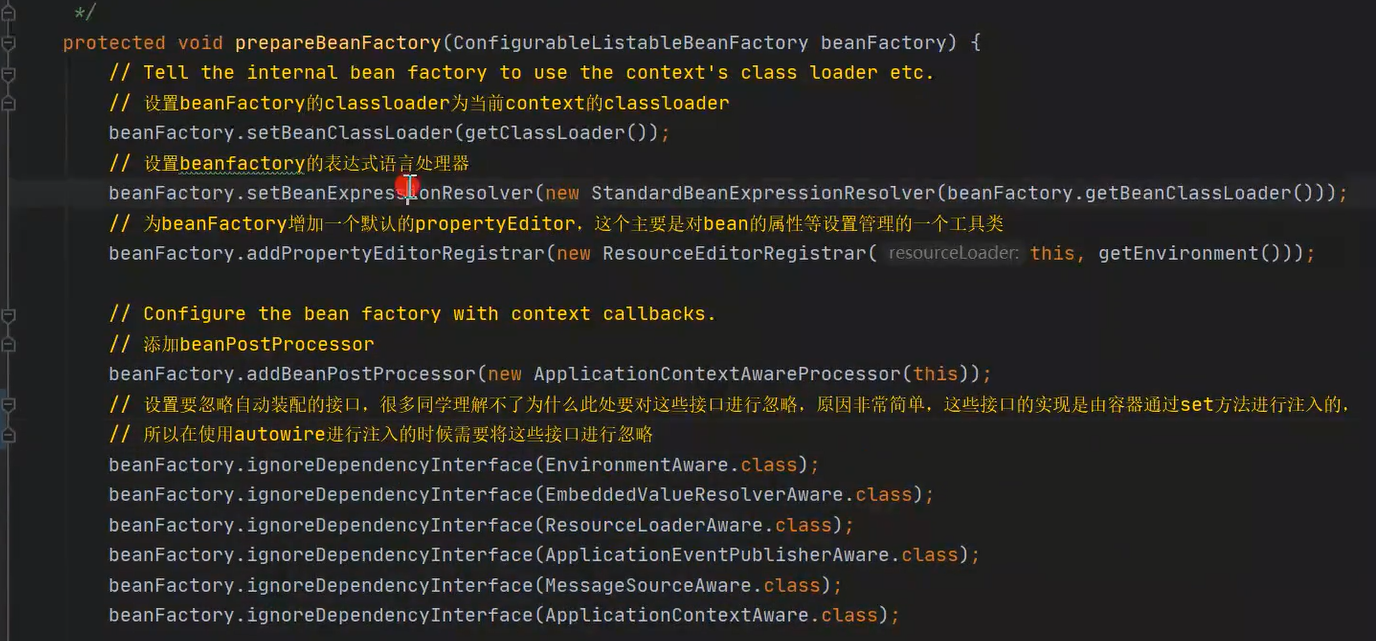 */
protected void prepareBeanFactory(ConfigurableListableBeanFactory beanFactory) {
// Tell the internal bean factory to use the context's class loader etc.
// 设置beanFactory的classloader为当前context的classloader
beanFactory.setBeanClassLoader(getClassLoader());
// 设置beanfactory的表达式语言处理器
beanFactory.setBeanExpressionResolver(new StandardBeanExpressionResolver(beanFactory.getBeanClassLoader()));
// 为beanFactory增加一个默认的propertyEditor，这个主要是对bean的属性等设置管理的一个工具类
beanFactory.addPropertyEditorRegistrar(new ResourceEditorRegistrar( resourceLoader: this, getEnvironment()));
// Configure the bean factory with context callbacks.
// 添加beanPostProcessor
beanFactory.addBeanPostProcessor(new ApplicationContextAwareProcessor(this));
// 设置要忽略自动装配的接口，很多同学理解不了为什么此处要对这些接口进行忽略，原因非常简单，这些接口的实现是由容器通过set方法进行注入的，
// 所以在使用autowire进行注入的时候需要将这些接口进行忽略
beanFactory.ignoreDependencyInterface(EnvironmentAware.class);
beanFactory.ignoreDependencyInterface(EmbeddedValueResolverAware.class);
beanFactory.ignoreDependencyInterface(ResourceLoaderAware.class);
beanFactory.ignoreDependencyInterface(ApplicationEventPublisherAware.class);
beanFactory.ignoreDependencyInterface(MessageSourceAware.class);
beanFactory.ignoreDependencyInterface(ApplicationContextAware.class);